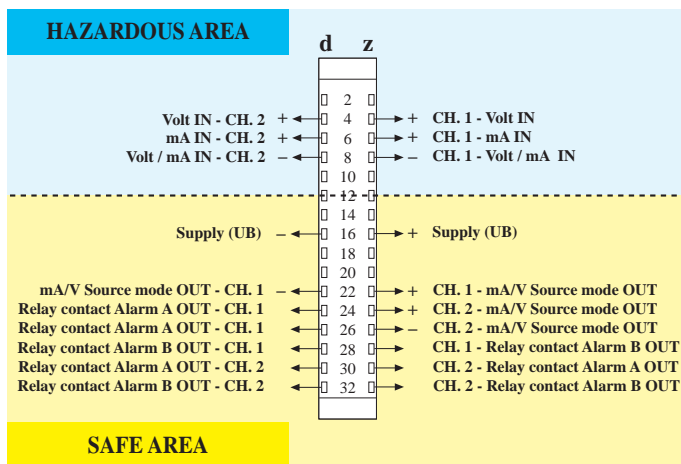 HAZARDOUS AREA
d z
2
Volt IN - CH. 2 + 4 + CH. 1 - Volt IN
mA IN - CH. 2 + 6 + CH. 1 - mA IN
Volt / mA IN - CH. 2 – 8 – CH. 1 - Volt / mA IN
10
12
14
Supply (UB) – 16 + Supply (UB)
18
20
mA/V Source mode OUT - CH. 1 – 22 + CH. 1 - mA/V Source mode OUT
Relay contact Alarm A OUT - CH. 1 24 + CH. 2 - mA/V Source mode OUT
Relay contact Alarm A OUT - CH. 1 26 – CH. 2 - mA/V Source mode OUT
Relay contact Alarm B OUT - CH. 1 28 CH. 1 - Relay contact Alarm B OUT
Relay contact Alarm A OUT - CH. 2 30 CH. 2 - Relay contact Alarm A OUT
Relay contact Alarm B OUT - CH. 2 32 CH. 2 - Relay contact Alarm B OUT
SAFE AREA